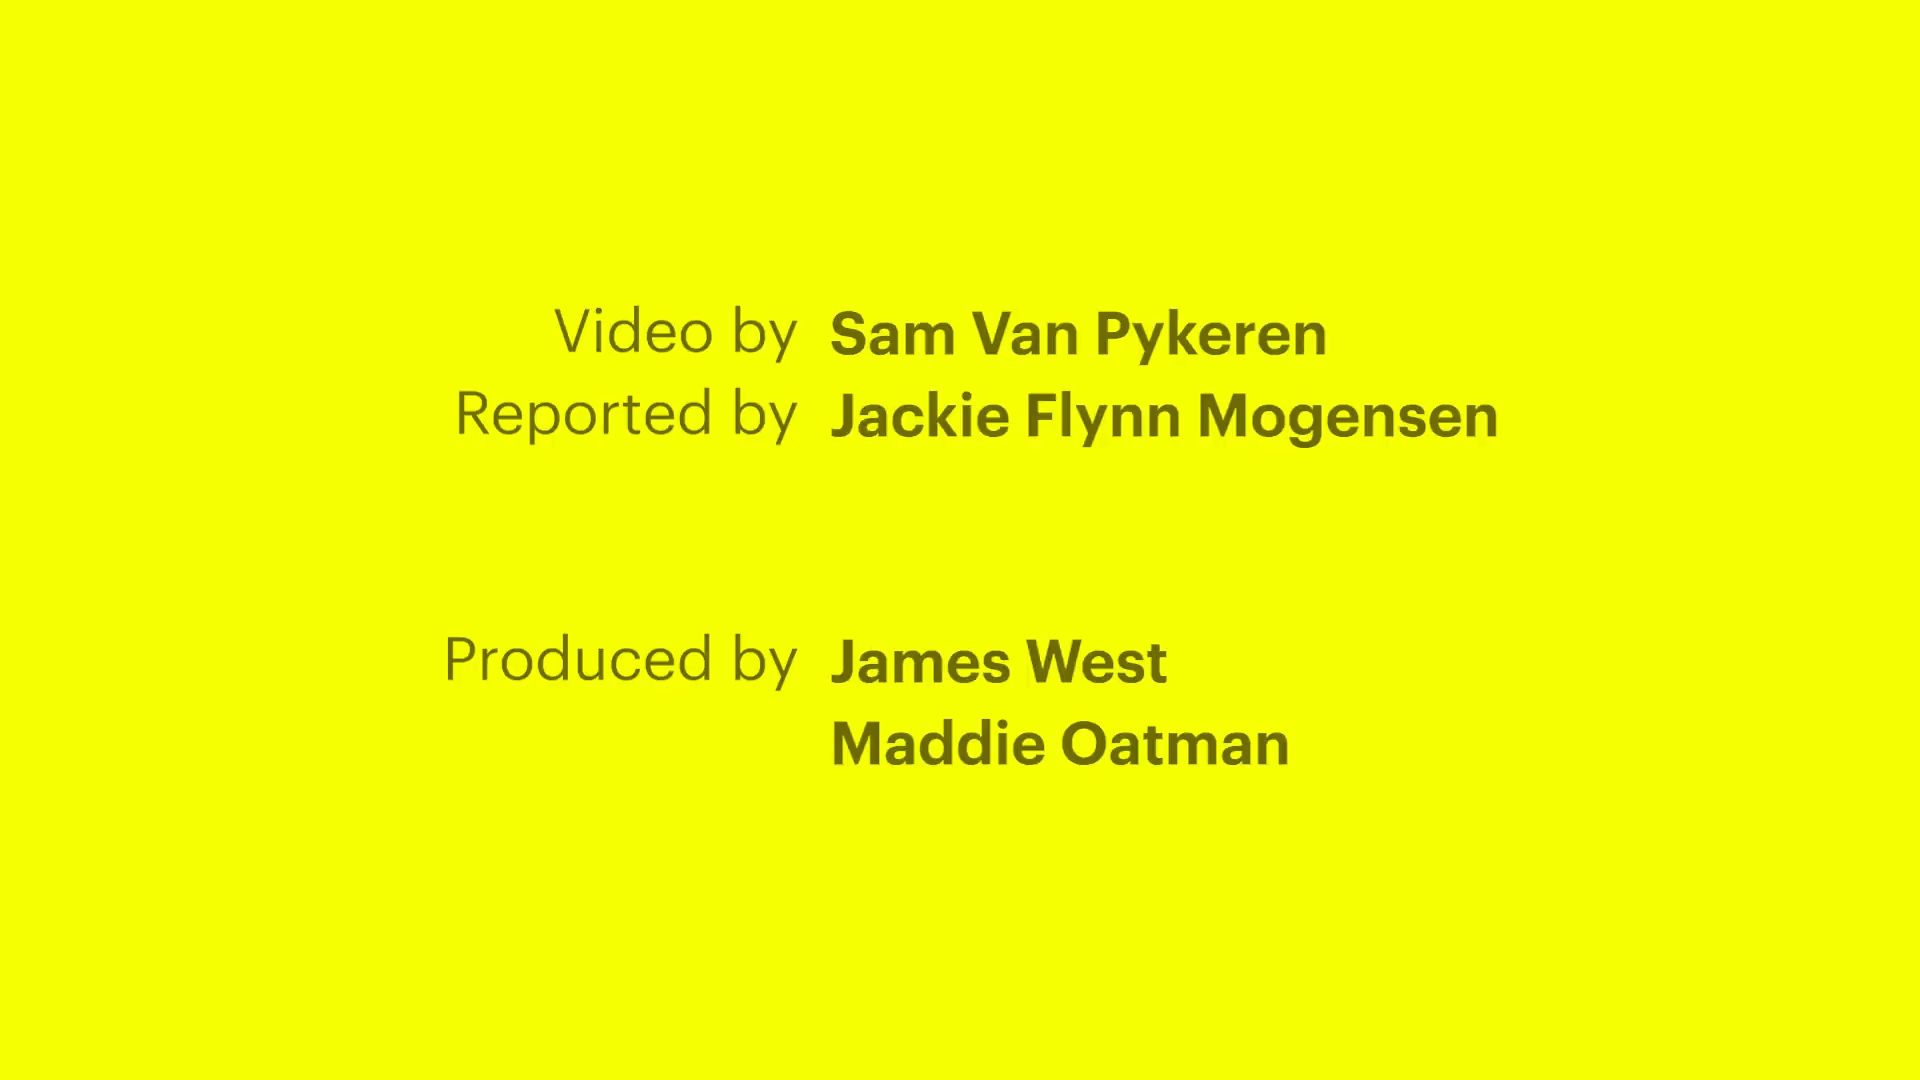 Video by Sam Van Pykeren
Reported by Jackie Flynn Mogensen
Produced by James West
Maddie Oatman